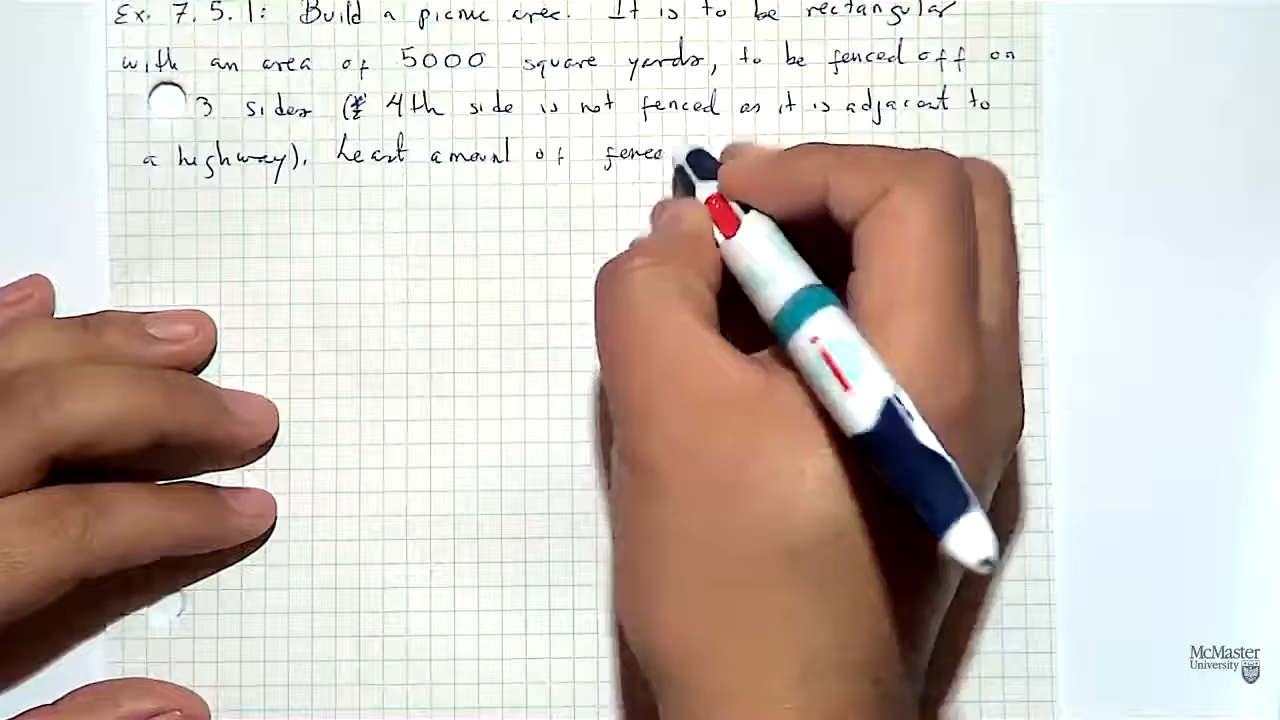 Ex. 7.5.1: Build a picnic area. It is to be rectangular
with an area of 5000 square yards, to be fenced off on
3 sides (& 4th side is not fenced as it is adjacent to
a highway). Least amount of fence
McMaster
University